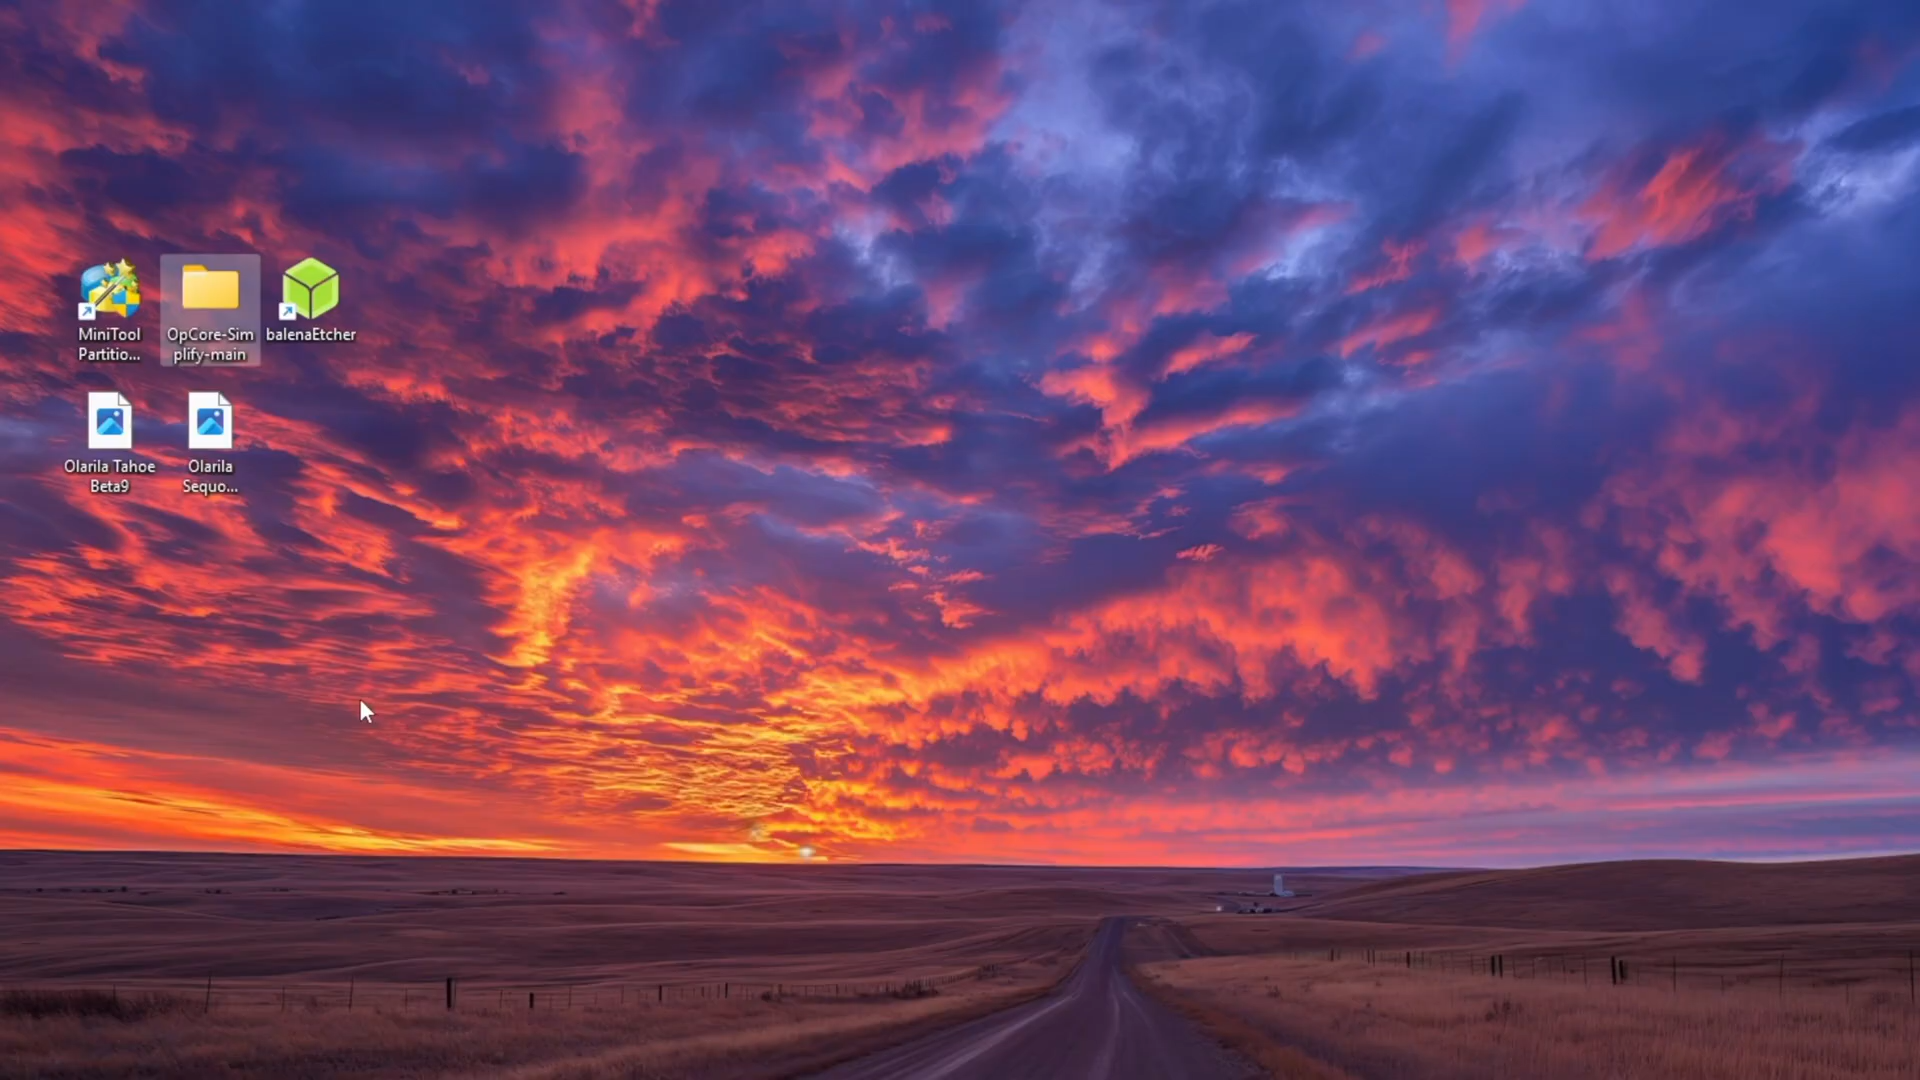 MiniTool
Partitio...
OpCore-Sim
plify-main
balenaEtcher
Olarila Tahoe
Beta9
Olarila
Sequo...